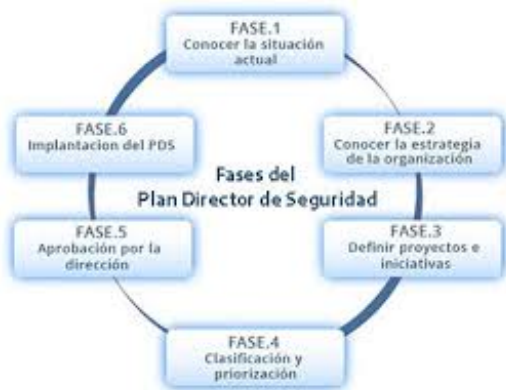 FASE.1
Conocer la situación
actual
FASE.2
Conocer la estrategia
de la organización
FASE.3
Definir proyectos e
iniciativas
FASE.4
Clasificación y
priorización
FASE.5
Aprobación por la
dirección
FASE.6
Implantacion del PDS
Fases del
Plan Director de Seguridad